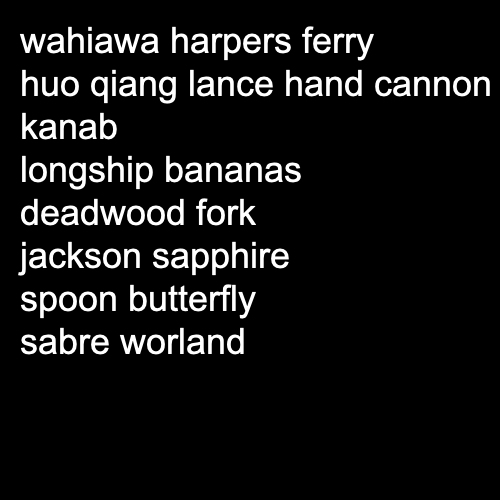 wahiawa harpers ferry
huo qiang lance hand cannon
kanab
longship bananas
deadwood fork
jackson sapphire
spoon butterfly
sabre worland